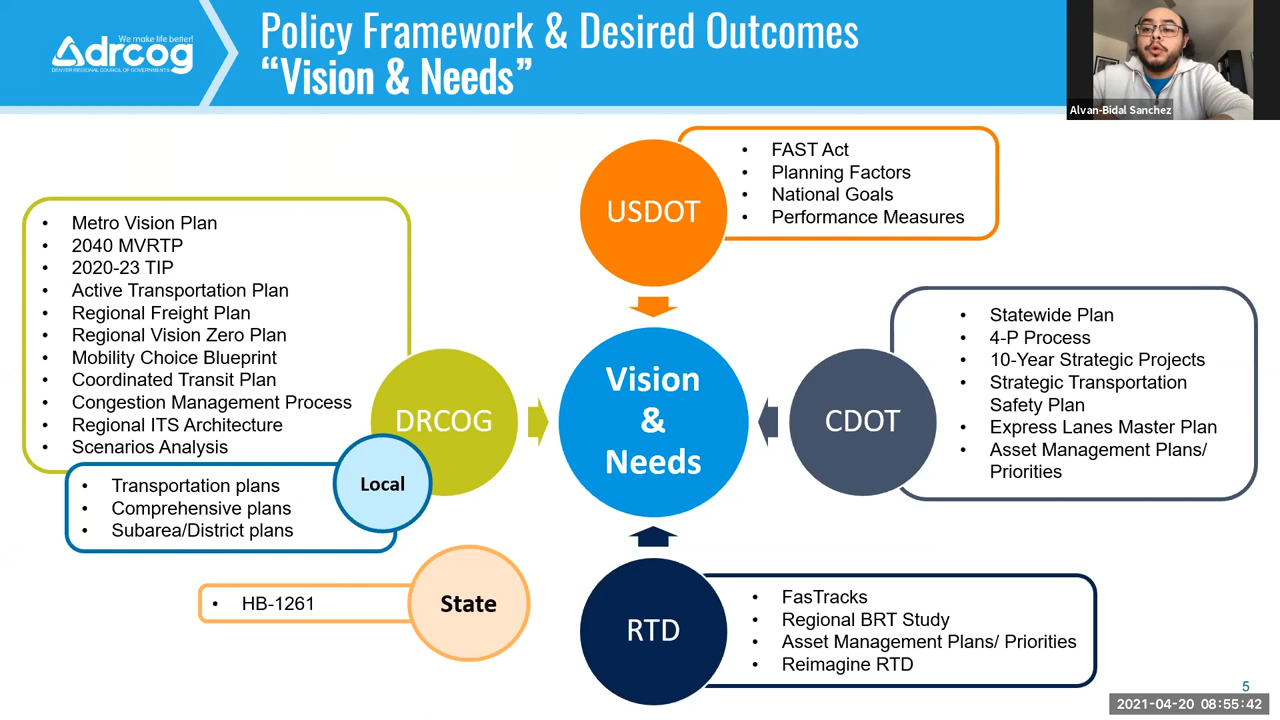 We make life better!
drcog
DENVER REGIONAL COUNCIL OF GOVERNMENTS
Policy Framework & Desired Outcomes
“Vision & Needs”
Alvan-Bidal Sanchez
USDOT
• FAST Act
• Planning Factors
• National Goals
• Performance Measures
• Metro Vision Plan
• 2040 MVRTP
• 2020-23 TIP
• Active Transportation Plan
• Regional Freight Plan
• Regional Vision Zero Plan
• Mobility Choice Blueprint
• Coordinated Transit Plan
• Congestion Management Process
• Regional ITS Architecture
• Scenarios Analysis
DRCOG
• Transportation plans
• Comprehensive plans
• Subarea/District plans
Local
• HB-1261
State
Vision
&
Needs
CDOT
• Statewide Plan
• 4-P Process
• 10-Year Strategic Projects
• Strategic Transportation
Safety Plan
• Express Lanes Master Plan
• Asset Management Plans/
Priorities
RTD
• FasTracks
• Regional BRT Study
• Asset Management Plans/ Priorities
• Reimagine RTD
5
2021-04-20 08:55:42